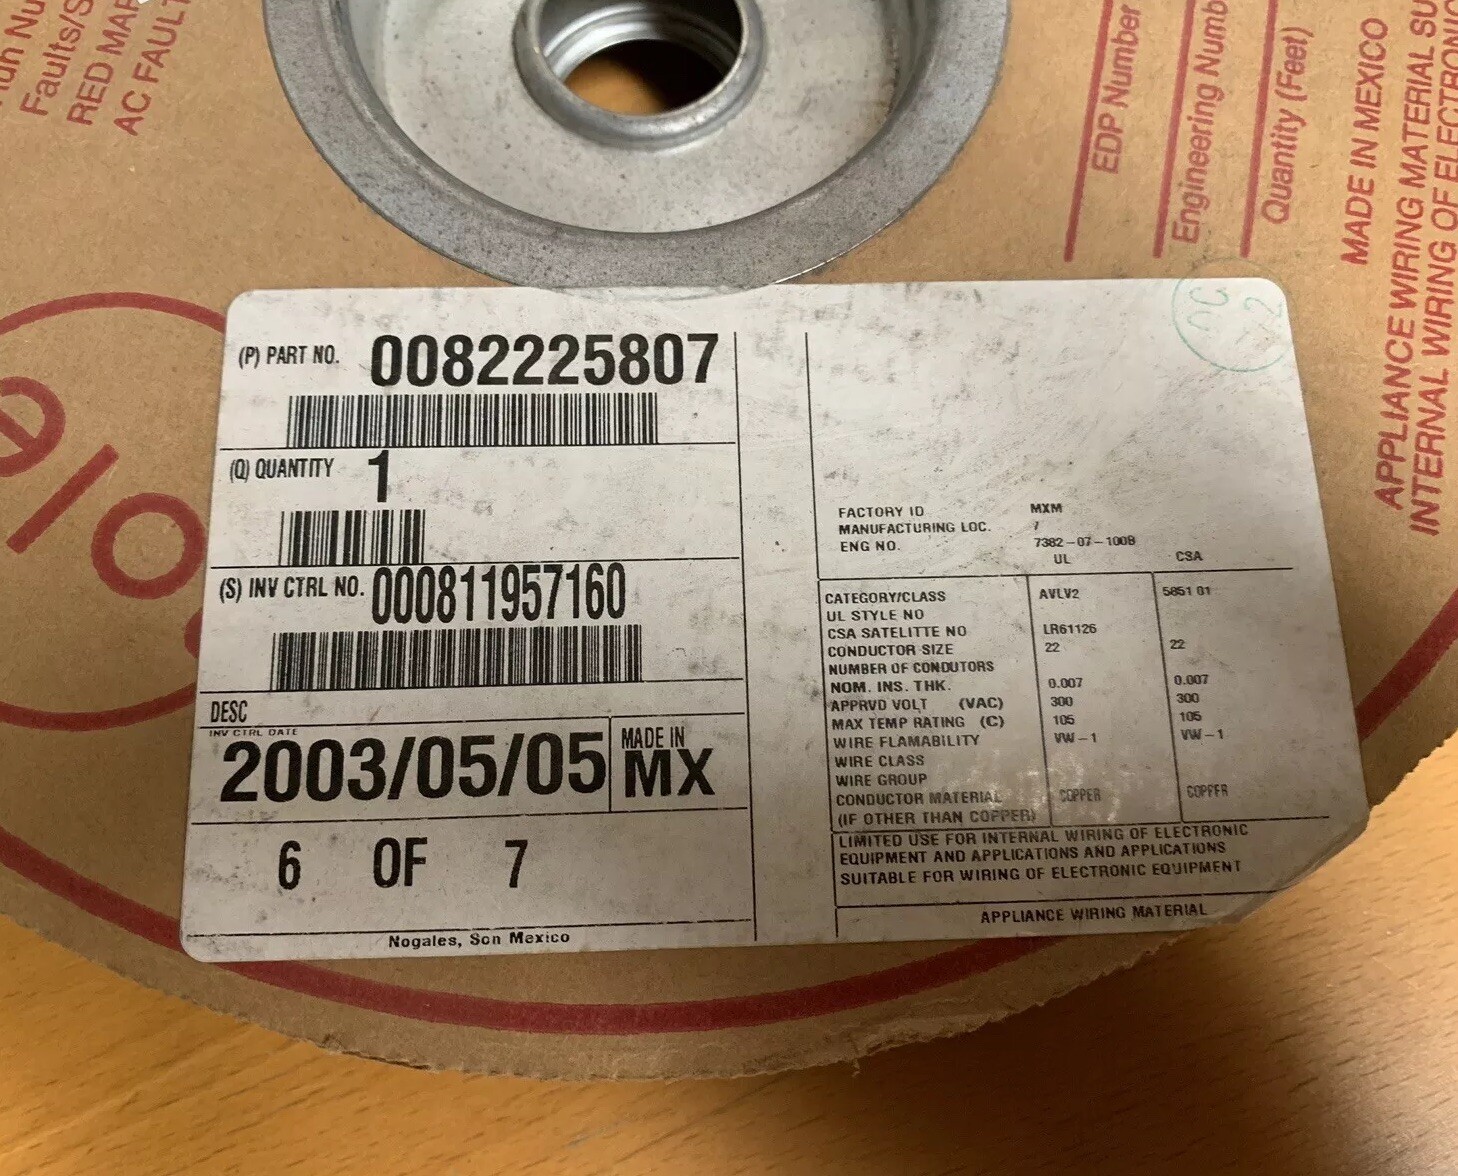 Faults/S
RED MAR
AC FAULT
EDP Number
Engineering Numb
Quantity (Feet)
MADE IN MEXICO
APPLIANCE WIRING MATERIAL SU
INTERNAL WIRING OF ELECTRONIC
elo
(P) PART NO. 0082225807
(Q) QUANTITY 1
(S) INV CTRL NO. 000811957160
DESC
INV CTRL DATE
2003/05/05 MADE IN MX
6 OF 7
Nogales, Son Mexico
FACTORY ID MXM
MANUFACTURING LOC. /
ENG NO. 7382-07-1009
UL CSA
CATEGORY/CLASS AVLV2 5851 01
UL STYLE NO
CSA SATELITTE NO LR61126
CONDUCTOR SIZE 22 22
NUMBER OF CONDUTORS
NOM. INS. THK. 0.007 0.007
APPRVD VOLT (VAC) 300 300
MAX TEMP RATING (C) 105 105
WIRE FLAMABILITY VW-1 VW-1
WIRE CLASS
WIRE GROUP
CONDUCTOR MATERIAL COPPER COPPER
(IF OTHER THAN COPPER)
LIMITED USE FOR INTERNAL WIRING OF ELECTRONIC
EQUIPMENT AND APPLICATIONS AND APPLICATIONS
SUITABLE FOR WIRING OF ELECTRONIC EQUIPMENT
APPLIANCE WIRING MATERIAL